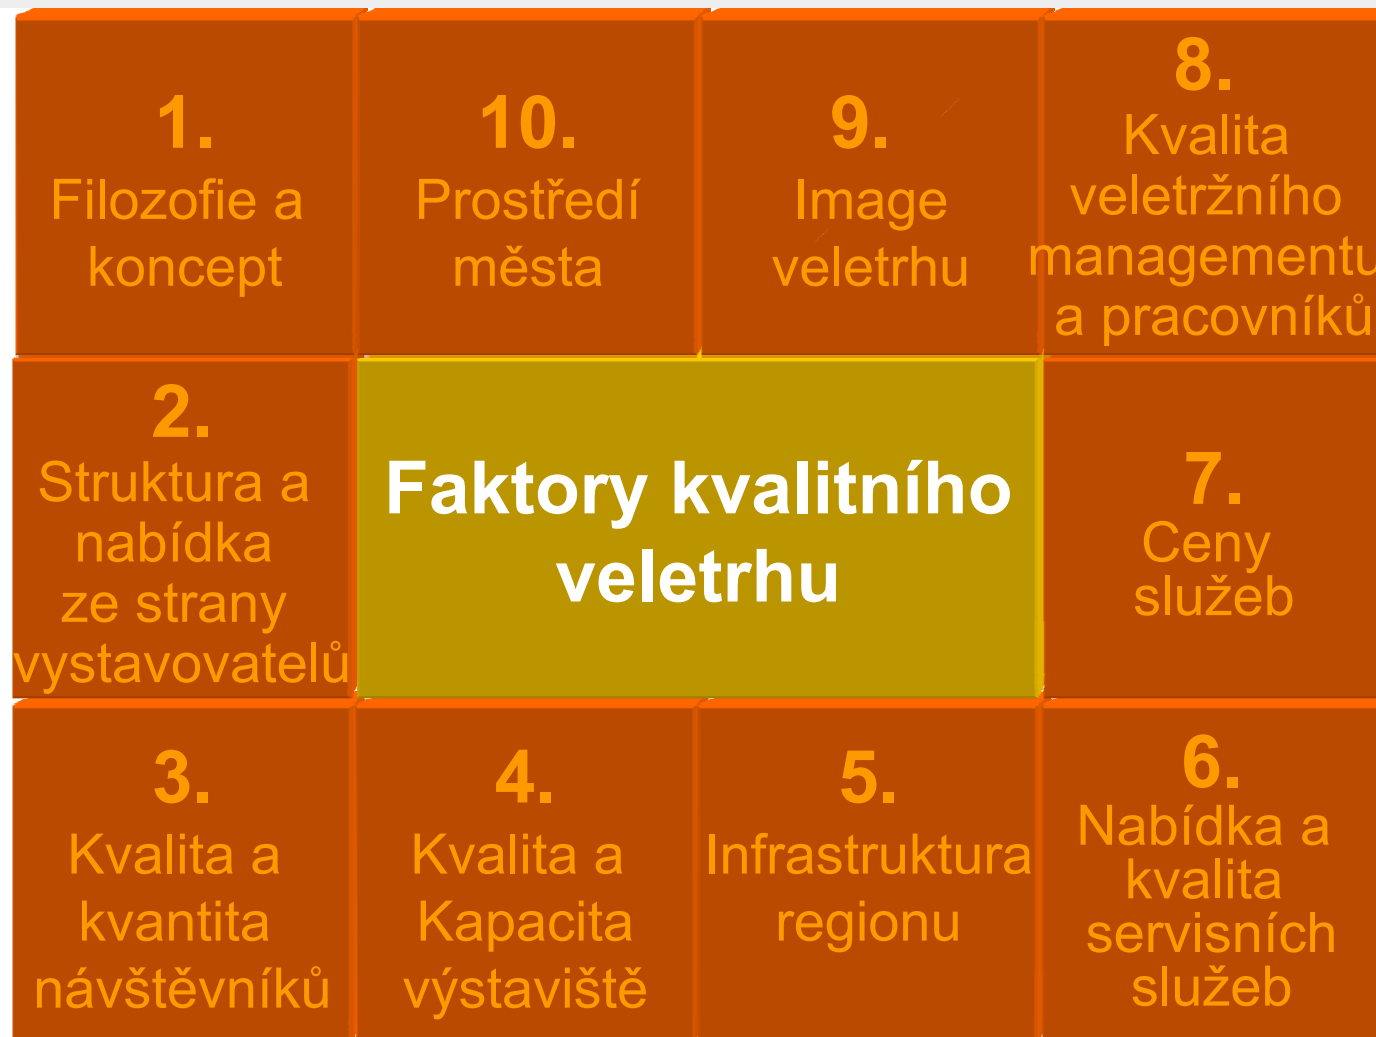 1.
Filozofie a
koncept
10.
Prostředí
města
9.
Image
veletrhu
8.
Kvalita
veletržního
managementu
a pracovníků
2.
Struktura a
nabídka
ze strany
vystavovatelů
Faktory kvalitního
veletrhu
7.
Ceny
služeb
3.
Kvalita a
kvantita
návštěvníků
4.
Kvalita a
Kapacita
výstaviště
5.
Infrastruktura
regionu
6.
Nabídka a
kvalita
servisních
služeb